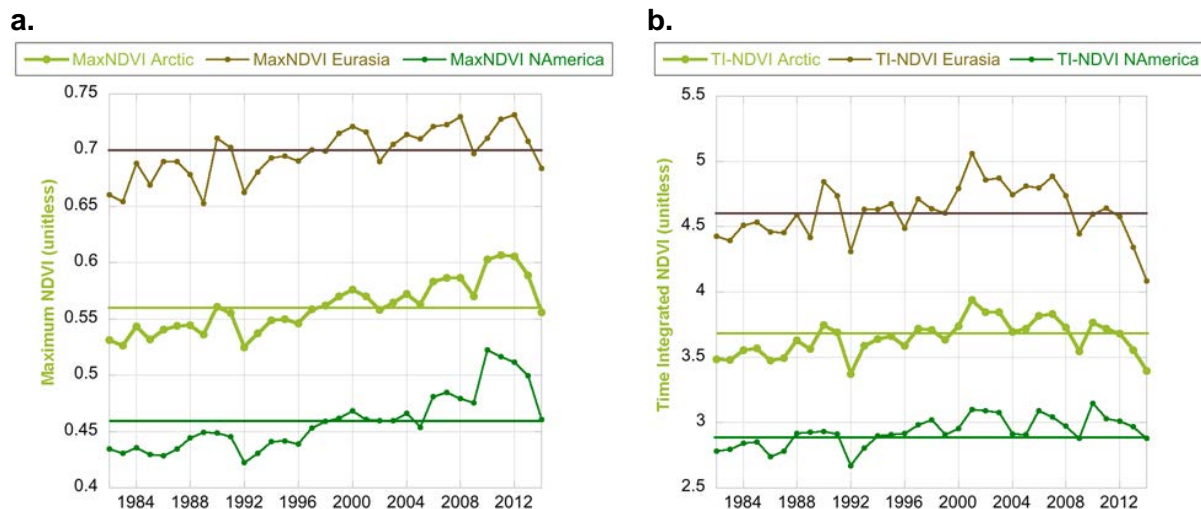 a.
MaxNDVI Arctic MaxNDVI Eurasia MaxNDVI NAmerica
Maximum NDVI (unitless)
0.75
0.7
0.65
0.6
0.55
0.5
0.45
0.4
1984 1988 1992 1996 2000 2004 2008 2012
b.
TI-NDVI Arctic TI-NDVI Eurasia TI-NDVI NAmerica
Time Integrated NDVI (unitless)
5.5
5
4.5
4
3.5
3
2.5
1984 1988 1992 1996 2000 2004 2008 2012